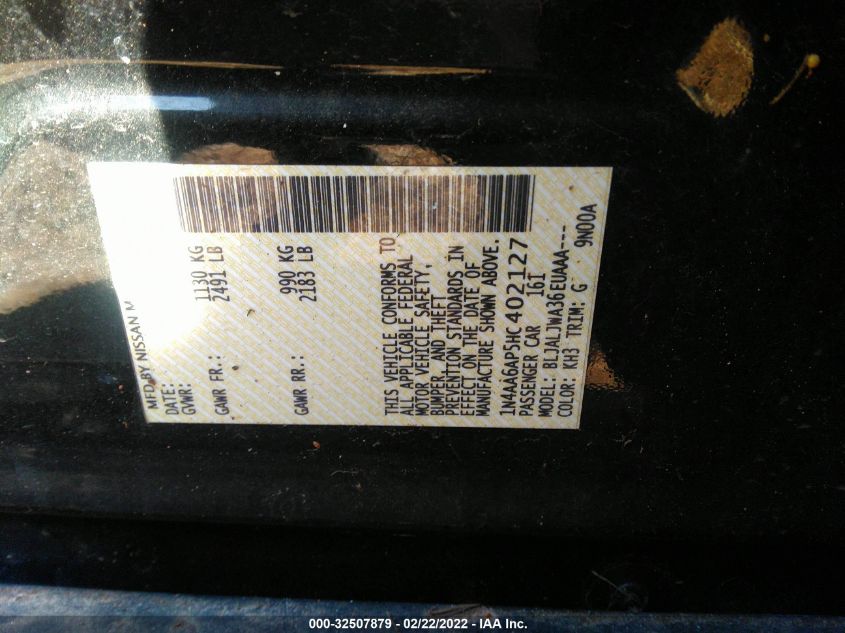 MFD BY NISSAN M
DATE:
GVWR:
GAWR FR.: 1130 KG
2491 LB
GAWR RR.: 990 KG
2183 LB
THIS VEHICLE CONFORMS TO
ALL APPLICABLE FEDERAL
MOTOR VEHICLE SAFETY,
BUMPER, AND THEFT
PREVENTION STANDARDS IN
EFFECT ON THE DATE OF
MANUFACTURE SHOWN ABOVE.
1N4AA6AP5HC402127
PASSENGER CAR 161
MODEL: BLJALJWA36EUAAA---
COLOR: KH3 TRIM: G 9N00A
000-32507879 - 02/22/2022 - IAA Inc.